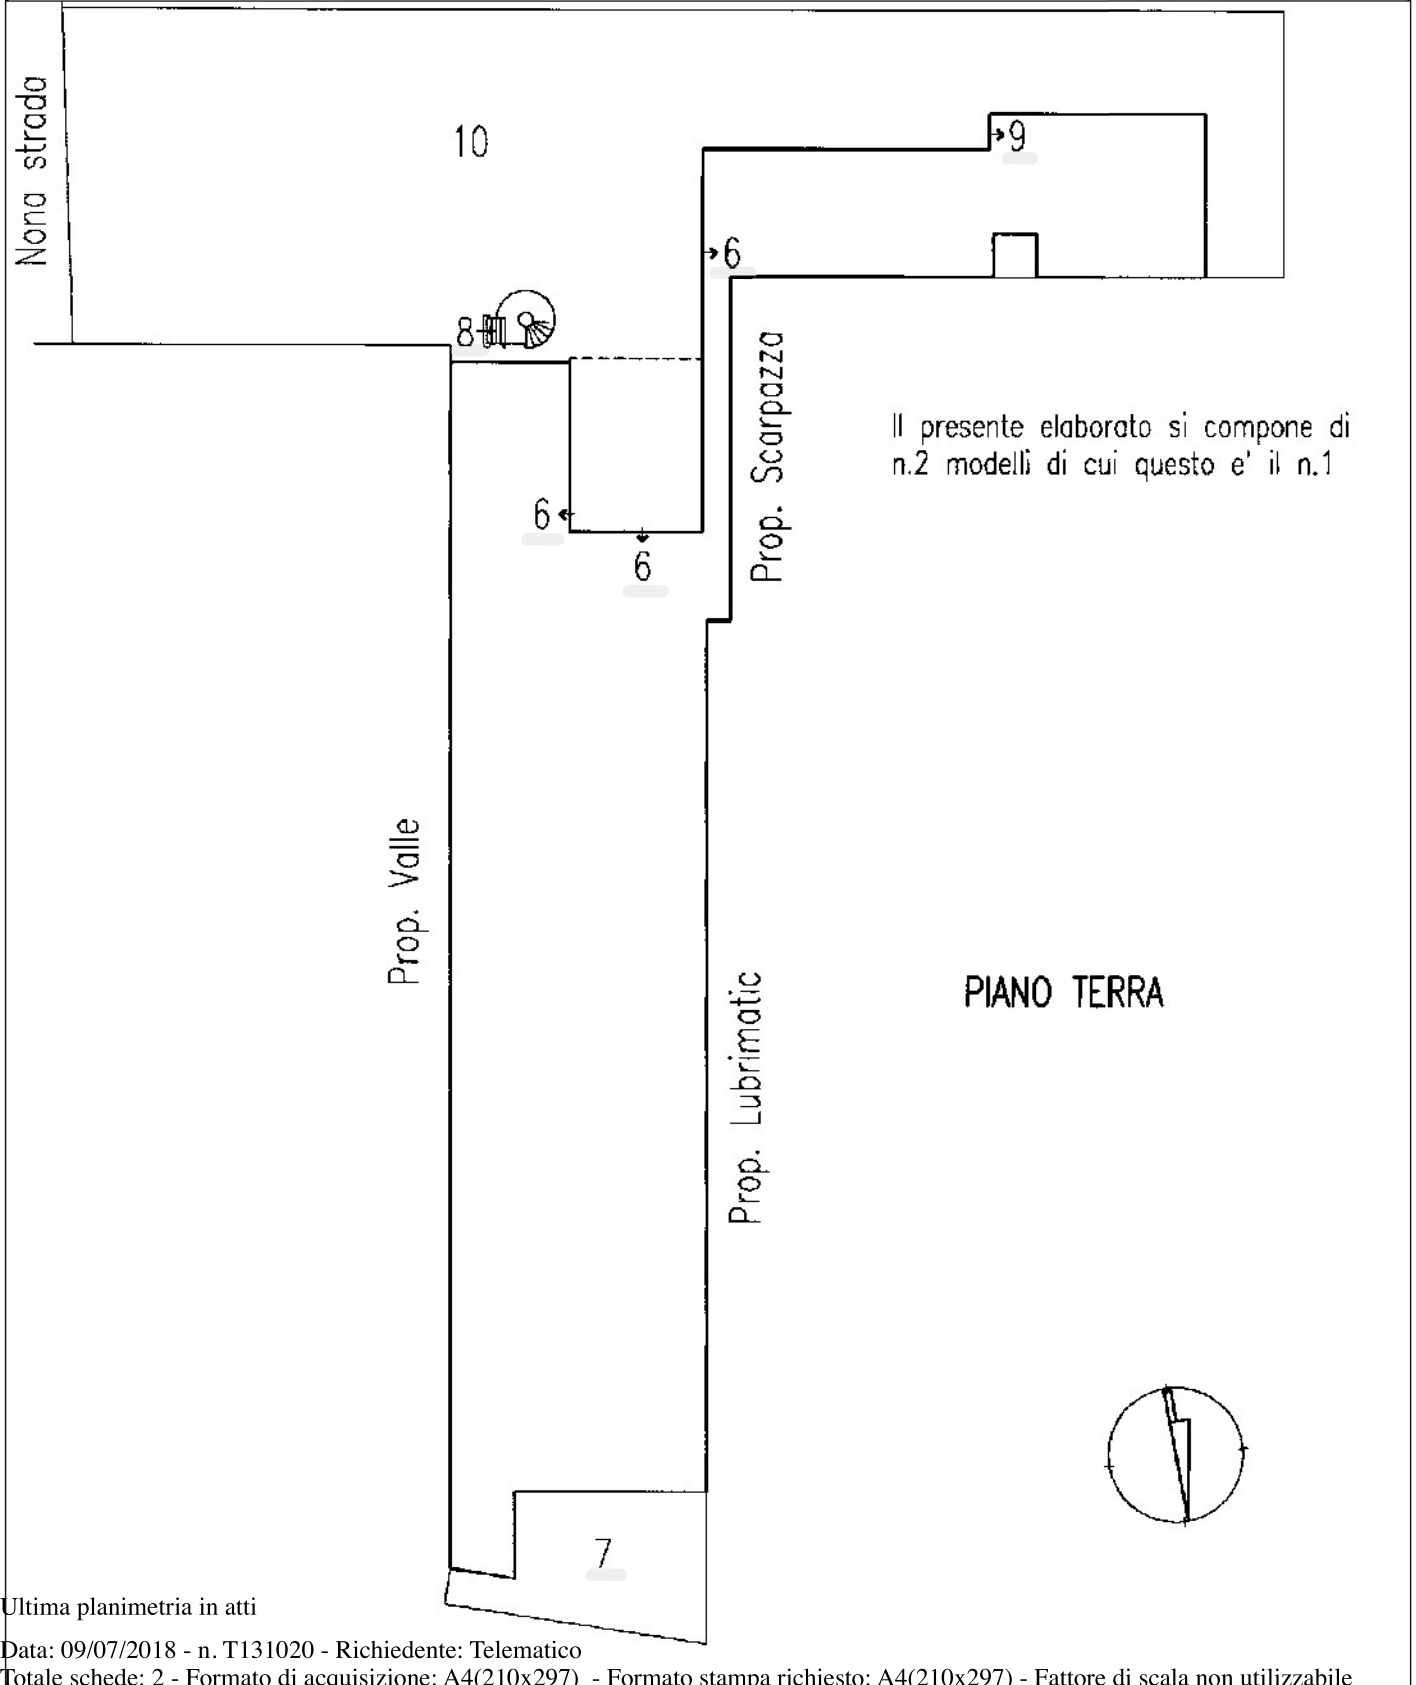 Nona strada
10
9
6
8
Prop. Scarpazza
Il presente elaborato si compone di
n.2 modelli di cui questo e' il n.1
6
6
Prop. Valle
Prop. Lubrimatic
PIANO TERRA
7
Ultima planimetria in atti
Data: 09/07/2018 - n. T131020 - Richiedente: Telematico
Totale schede: 2 - Formato di acquisizione: A4(210x297) - Formato stampa richiesto: A4(210x297) - Fattore di scala non utilizzabile